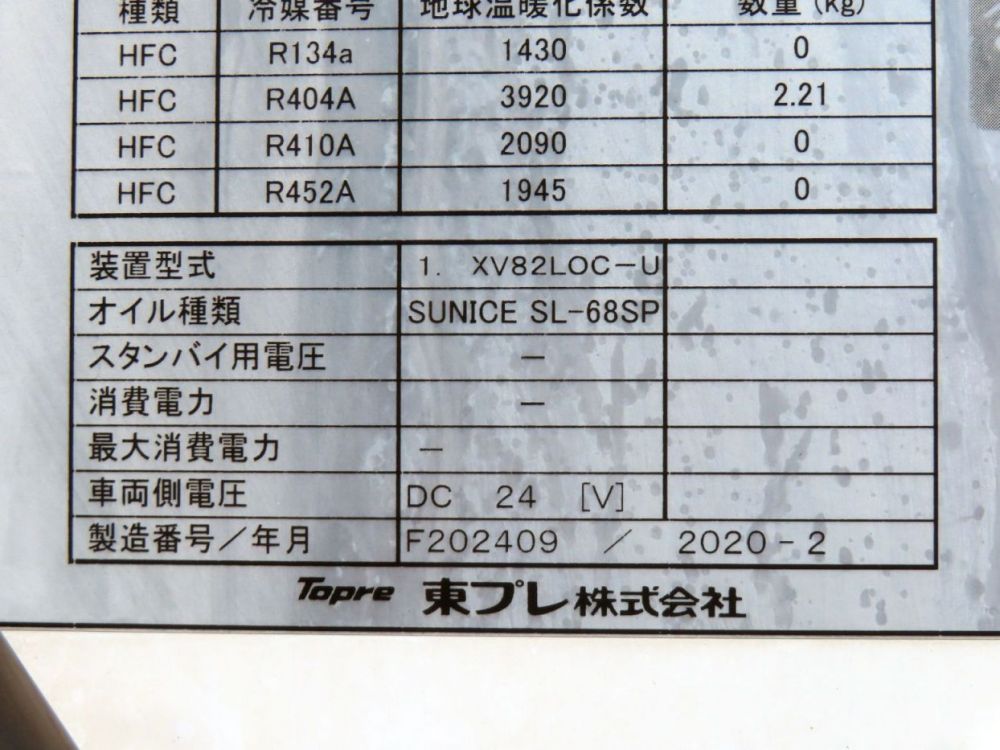 種類 冷媒番号 地球温暖化係数 数量(kg)
HFC R134a 1430 0
HFC R404A 3920 2.21
HFC R410A 2090 0
HFC R452A 1945 0
装置型式 1. XV82LOC-U
オイル種類 SUNICE SL-68SP
スタンバイ用電圧 —
消費電力 —
最大消費電力 —
車両側電圧 DC 24 [V]
製造番号/年月 F202409 / 2020-2
Topre 東プレ株式会社